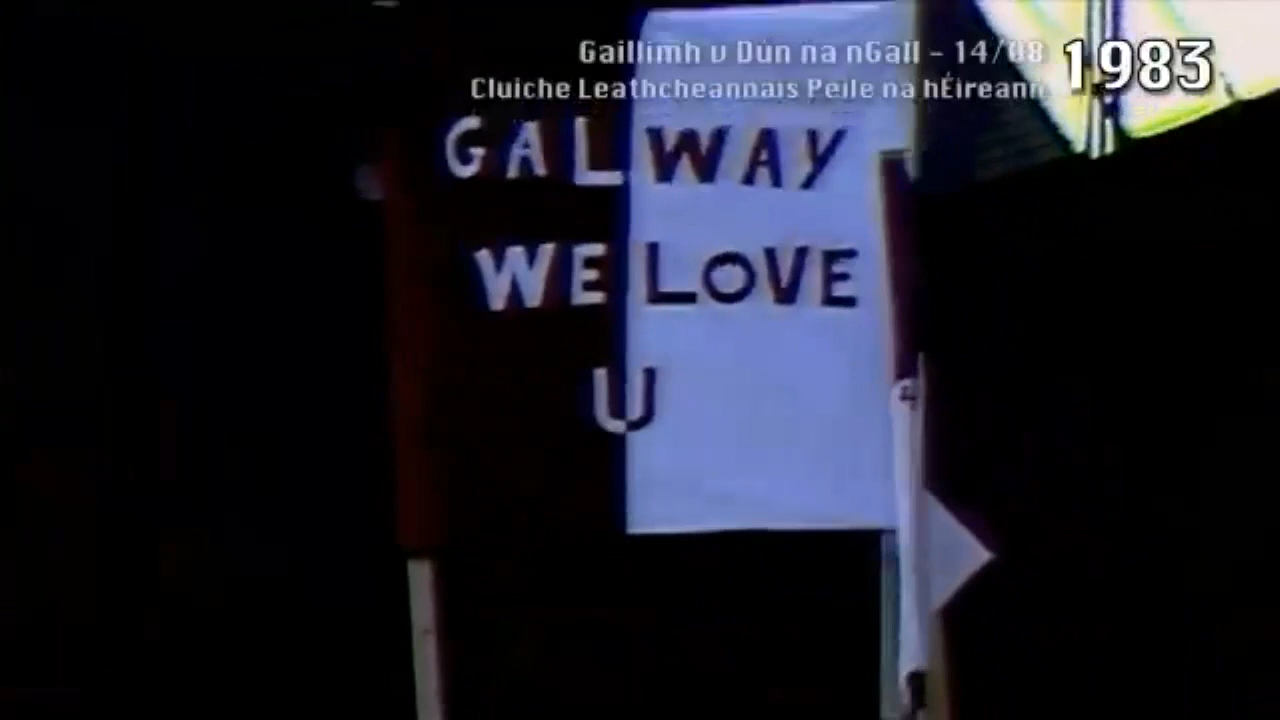 Gaillimh v Dún na nGall - 14/08 1983
Cluiche Leathcheannais Peile na hÉireann
GALWAY
WE LOVE
U